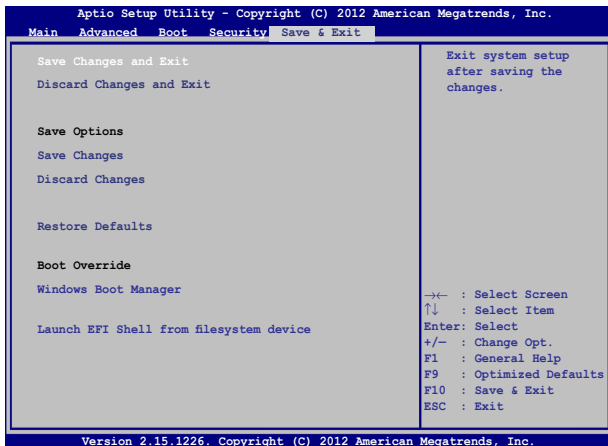 Aptio Setup Utility - Copyright (C) 2012 American Megatrends, Inc.
Main Advanced Boot Security Save & Exit
Save Changes and Exit
Discard Changes and Exit
Save Options
Save Changes
Discard Changes
Restore Defaults
Boot Override
Windows Boot Manager
Launch EFI Shell from filesystem device
Exit system setup
after saving the
changes.
→← : Select Screen
↑↓ : Select Item
Enter: Select
+/— : Change Opt.
F1 : General Help
F9 : Optimized Defaults
F10 : Save & Exit
ESC : Exit
Version 2.15.1226. Copyright (C) 2012 American Megatrends, Inc.